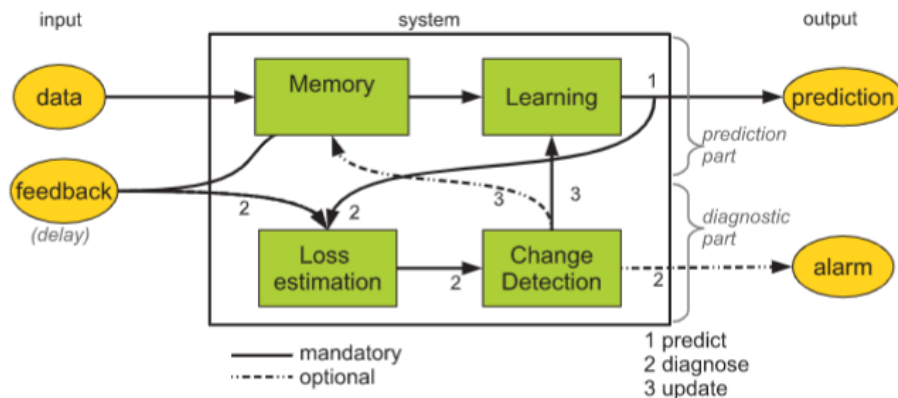 input
system
output
data
Memory
Learning
1
prediction
prediction
part
feedback
(delay)
2
2
3
3
diagnostic
part
Loss
estimation
2
Change
Detection
2
alarm
mandatory
optional
1 predict
2 diagnose
3 update